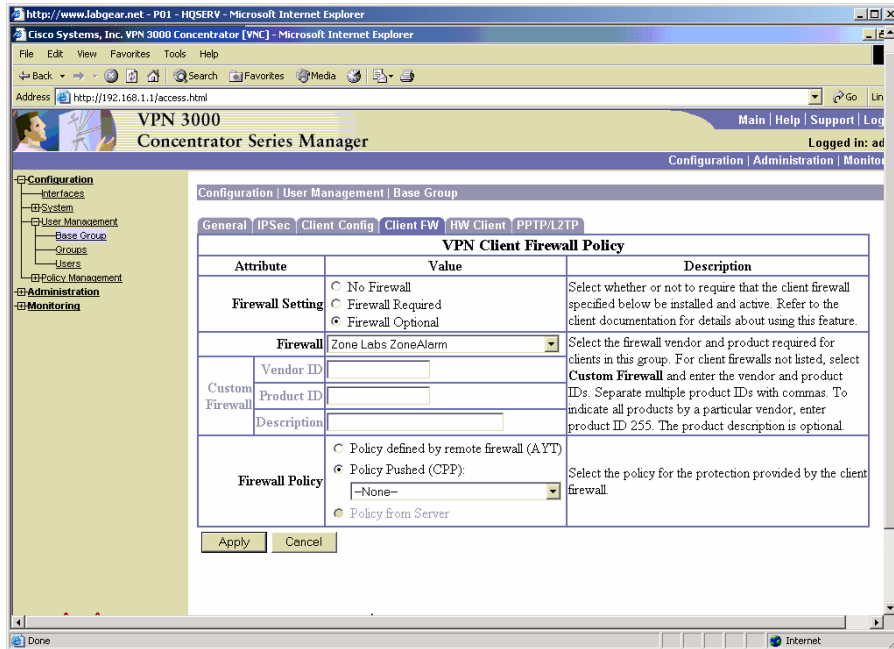 http://www.labgear.net - P01 - HQSERV - Microsoft Internet Explorer
Cisco Systems, Inc. VPN 3000 Concentrator [VNC] - Microsoft Internet Explorer
File Edit View Favorites Tools Help
Back Search Favorites Media
Address http://192.168.1.1/access.html Go Lin
VPN 3000
Concentrator Series Manager
Main | Help | Support | Log
Logged in: ad
Configuration | Administration | Monitor
Configuration
Interfaces
System
User Management
Base Group
Groups
Users
Policy Management
Administration
Monitoring
Configuration | User Management | Base Group
General | IPSec | Client Config | Client FW | HW Client | PPTP/L2TP
VPN Client Firewall Policy
Attribute Value Description
Firewall Setting
No Firewall
Firewall Required
Firewall Optional
Select whether or not to require that the client firewall
specified below be installed and active. Refer to the
client documentation for details about using this feature.
Firewall Zone Labs ZoneAlarm
Custom Firewall
Vendor ID
Product ID
Description
Select the firewall vendor and product required for
clients in this group. For client firewalls not listed, select
Custom Firewall and enter the vendor and product
IDs. Separate multiple product IDs with commas. To
indicate all products by a particular vendor, enter
product ID 255. The product description is optional.
Firewall Policy
Policy defined by remote firewall (AYT)
Policy Pushed (CPP):
--None--
Policy from Server
Select the policy for the protection provided by the client
firewall.
Apply Cancel
Done Internet